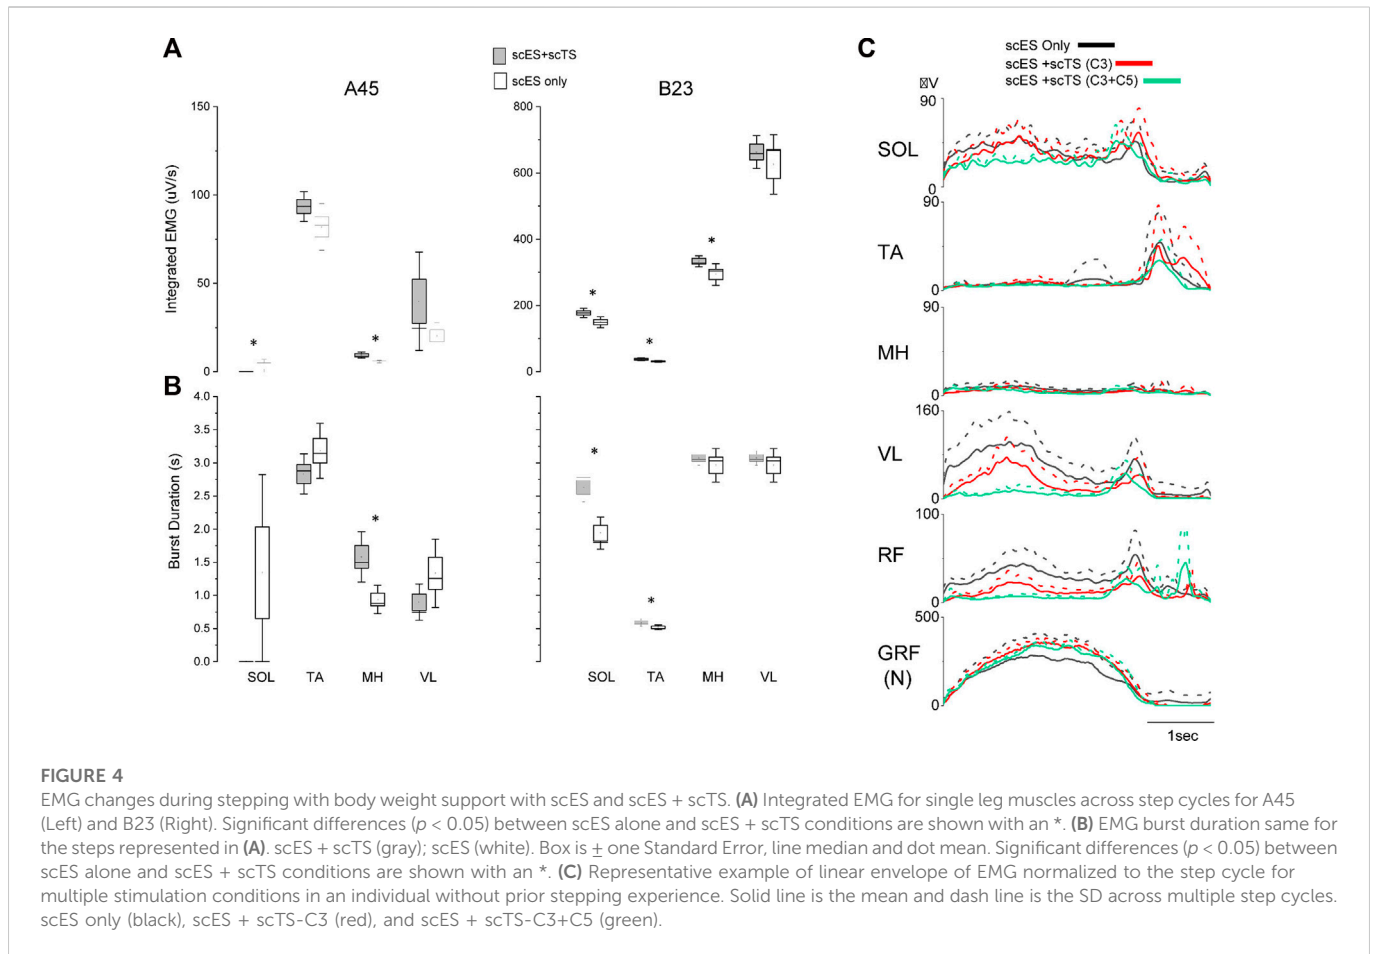 A
scES+scTS
scES only
A45
B23
Integrated EMG (uV/s)
150
100
50
0
800
600
400
200
0
*
*
*
*
*
B
Burst Duration (s)
4.0
3.5
3.0
2.5
2.0
1.5
1.0
0.5
0.0
*
*
*
SOL TA MH VL
SOL TA MH VL
C
scES Only
scES +scTS (C3)
scES +scTS (C3+C5)
V
90
SOL
0
90
TA
0
90
MH
0
160
VL
0
100
RF
0
500
GRF
(N)
0
1sec
FIGURE 4
EMG changes during stepping with body weight support with scES and scES + scTS. (A) Integrated EMG for single leg muscles across step cycles for A45
(Left) and B23 (Right). Significant differences (p < 0.05) between scES alone and scES + scTS conditions are shown with an *. (B) EMG burst duration same for
the steps represented in (A). scES + scTS (gray); scES (white). Box is ± one Standard Error, line median and dot mean. Significant differences (p < 0.05) between
scES alone and scES + scTS conditions are shown with an *. (C) Representative example of linear envelope of EMG normalized to the step cycle for
multiple stimulation conditions in an individual without prior stepping experience. Solid line is the mean and dash line is the SD across multiple step cycles.
scES only (black), scES + scTS-C3 (red), and scES + scTS-C3+C5 (green).